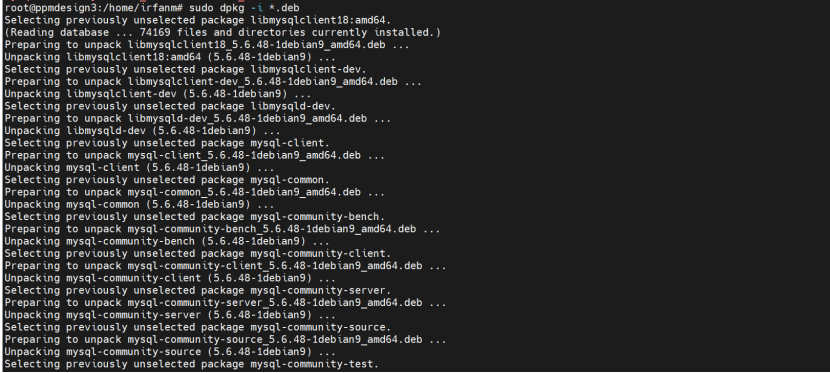 root@ppmdesign3:/home/irfanm# sudo dpkg -i *.deb
Selecting previously unselected package libmysqlclient18:amd64.
(Reading database ... 74169 files and directories currently installed.)
Preparing to unpack libmysqlclient18_5.6.48-1debian9_amd64.deb ...
Unpacking libmysqlclient18:amd64 (5.6.48-1debian9) ...
Selecting previously unselected package libmysqlclient-dev.
Preparing to unpack libmysqlclient-dev_5.6.48-1debian9_amd64.deb ...
Unpacking libmysqlclient-dev (5.6.48-1debian9) ...
Selecting previously unselected package libmysqld-dev.
Preparing to unpack libmysqld-dev_5.6.48-1debian9_amd64.deb ...
Unpacking libmysqld-dev (5.6.48-1debian9) ...
Selecting previously unselected package mysql-client.
Preparing to unpack mysql-client_5.6.48-1debian9_amd64.deb ...
Unpacking mysql-client (5.6.48-1debian9) ...
Selecting previously unselected package mysql-common.
Preparing to unpack mysql-common_5.6.48-1debian9_amd64.deb ...
Unpacking mysql-common (5.6.48-1debian9) ...
Selecting previously unselected package mysql-community-bench.
Preparing to unpack mysql-community-bench_5.6.48-1debian9_amd64.deb ...
Unpacking mysql-community-bench (5.6.48-1debian9) ...
Selecting previously unselected package mysql-community-client.
Preparing to unpack mysql-community-client_5.6.48-1debian9_amd64.deb ...
Unpacking mysql-community-client (5.6.48-1debian9) ...
Selecting previously unselected package mysql-community-server.
Preparing to unpack mysql-community-server_5.6.48-1debian9_amd64.deb ...
Unpacking mysql-community-server (5.6.48-1debian9) ...
Selecting previously unselected package mysql-community-source.
Preparing to unpack mysql-community-source_5.6.48-1debian9_amd64.deb ...
Unpacking mysql-community-source (5.6.48-1debian9) ...
Selecting previously unselected package mysql-community-test.